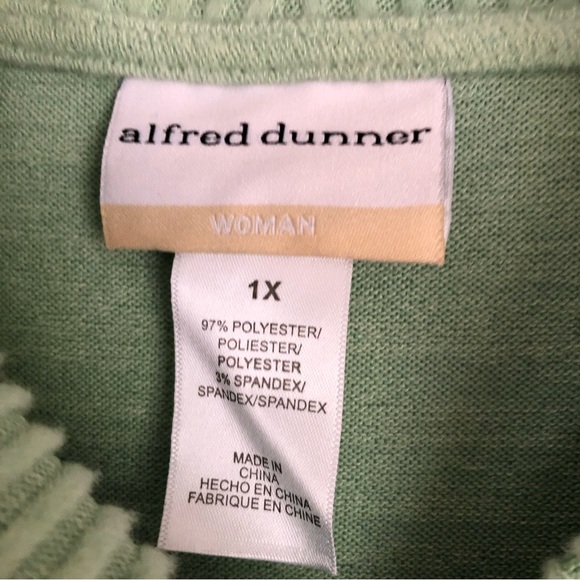 alfred dunner
WOMAN
1X
97% POLYESTER/
POLIESTER/
POLYESTER
3% SPANDEX/
SPANDEX/SPANDEX
MADE IN
CHINA
HECHO EN CHINA
FABRIQUE EN CHINE